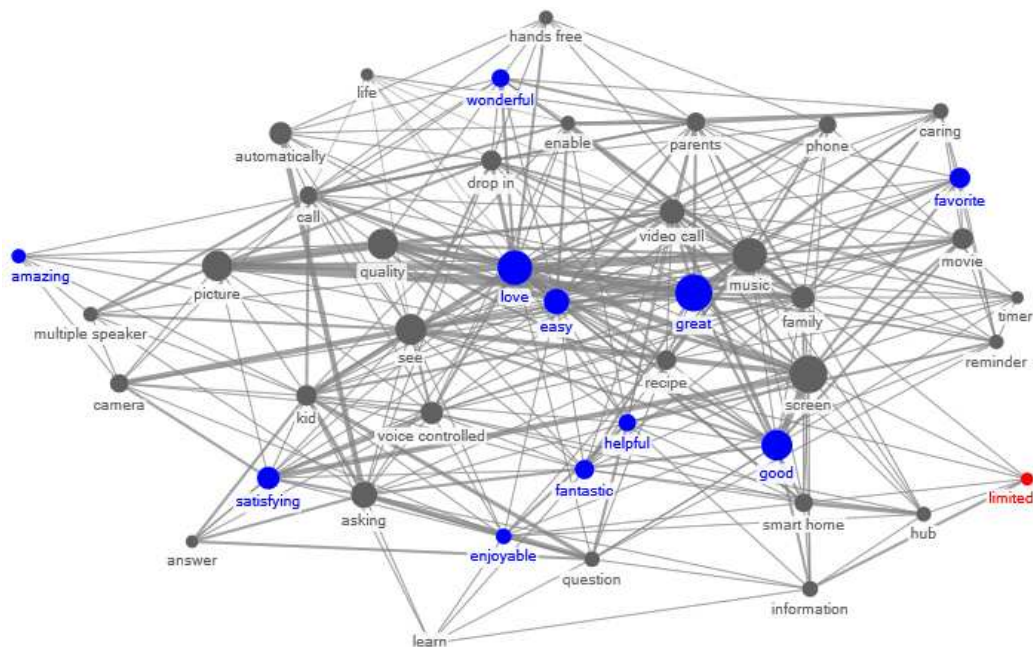 hands free
life
wonderful
enable
parents
phone
caring
automatically
drop in
favorite
call
video call
movie
amazing
picture
quality
love
music
easy
great
family
timer
multiple speaker
see
recipe
reminder
camera
kid
voice controlled
screen
helpful
good
satisfying
fantastic
limited
asking
smart home
hub
answer
enjoyable
question
information
learn